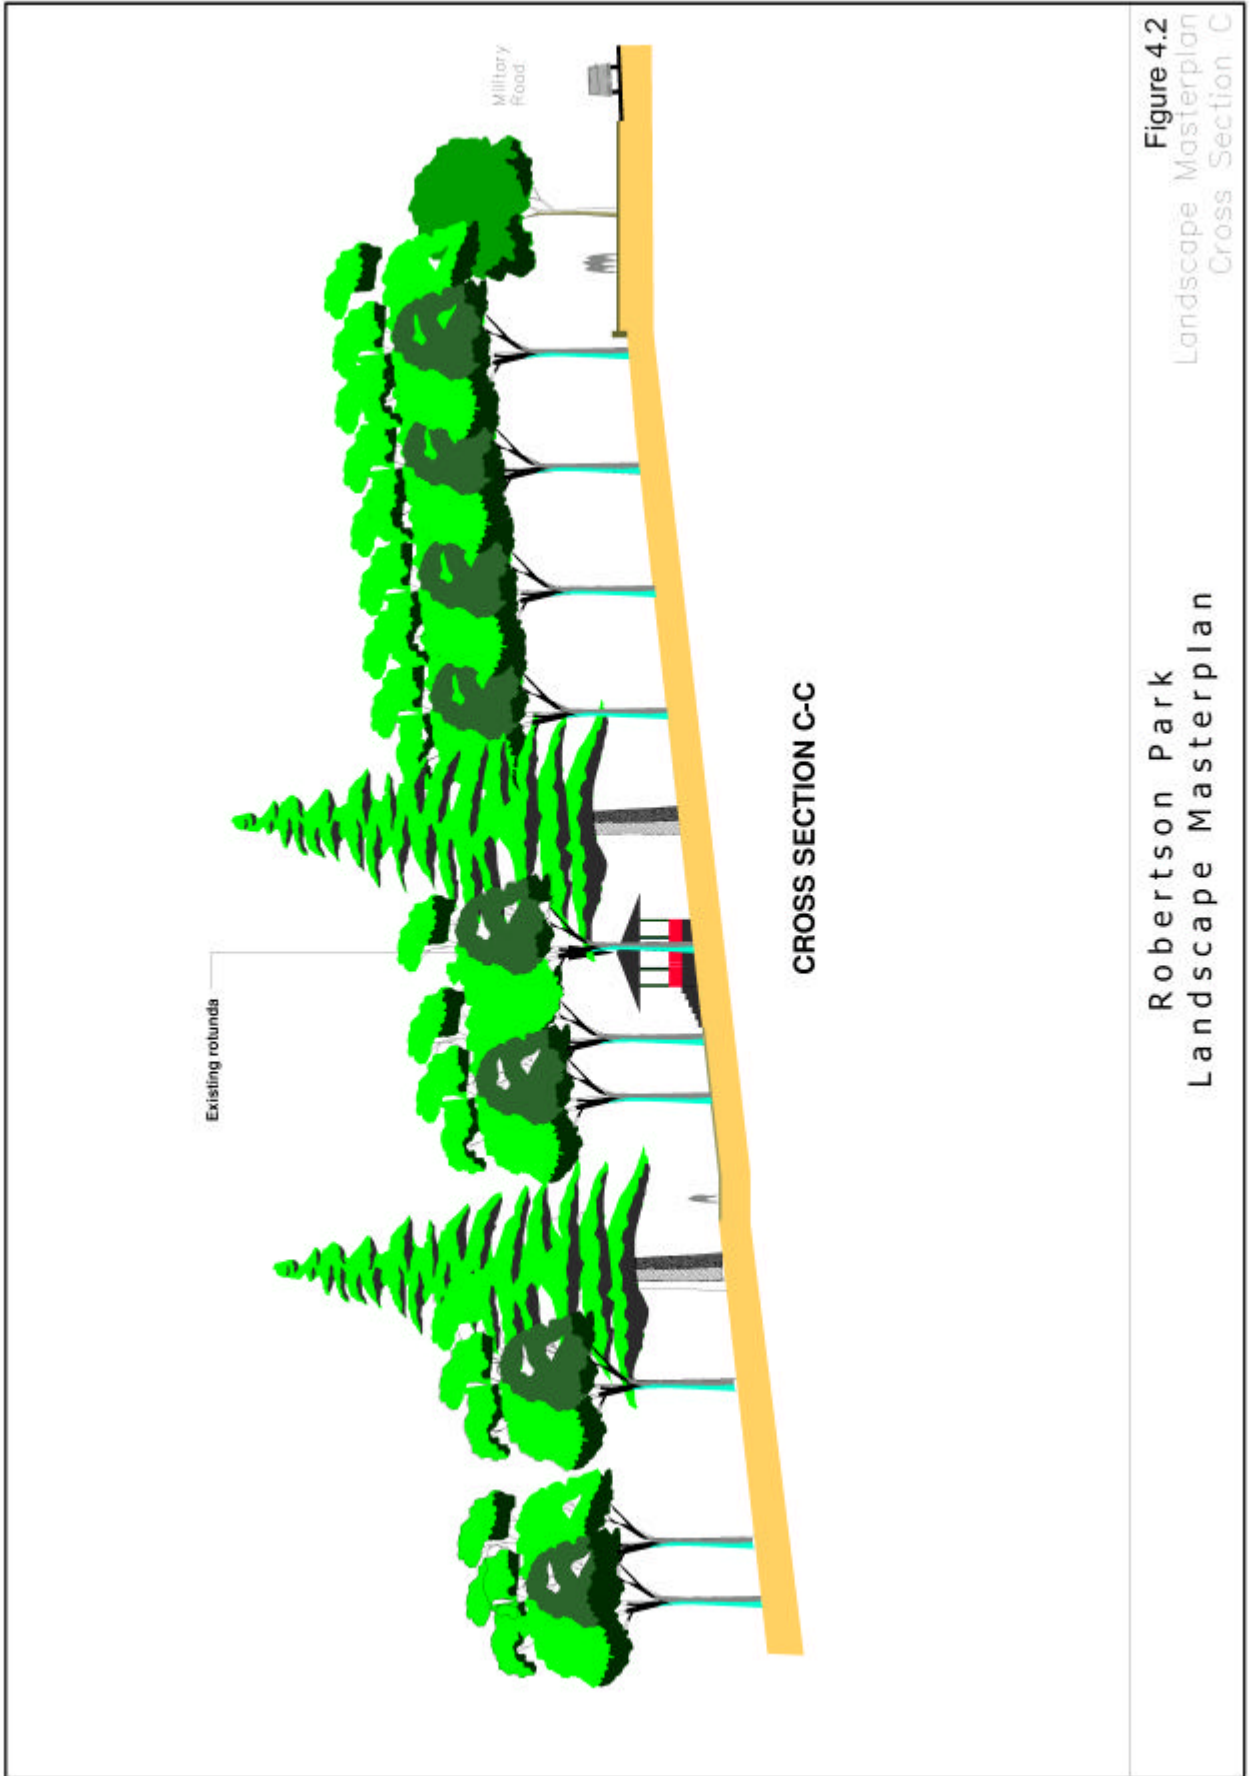 Existing rotunda
Military
Road
CROSS SECTION C-C
Robertson Park
Landscape Masterplan
Figure 4.2
Landscape Masterplan
Cross Section C